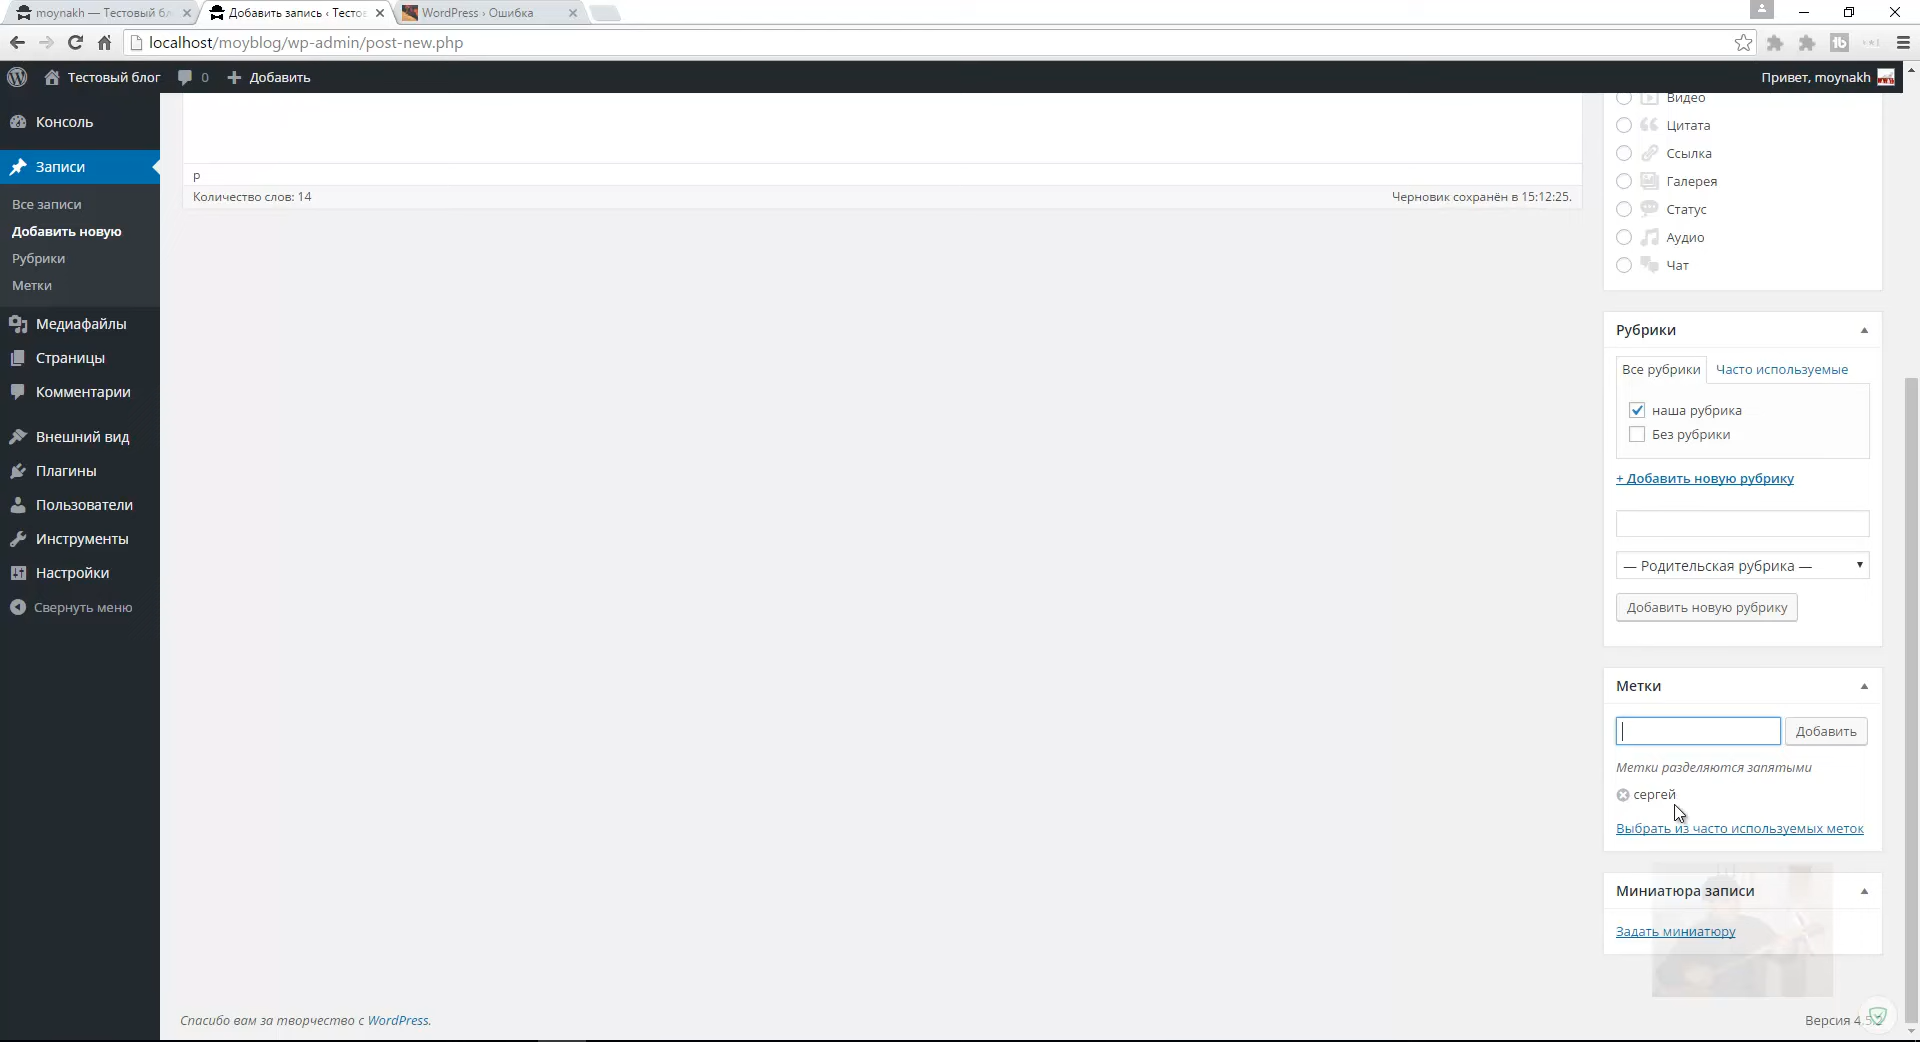 moynakh — Тестовый бл
Добавить запись ‹ Тесто
WordPress › Ошибка
localhost/moyblog/wp-admin/post-new.php
Тестовый блог
0
Добавить
Привет, moynakh
Консоль
Записи
Все записи
Добавить новую
Рубрики
Метки
Медиафайлы
Страницы
Комментарии
Внешний вид
Плагины
Пользователи
Инструменты
Настройки
Свернуть меню
p
Количество слов: 14
Черновик сохранён в 15:12:25.
Видео
Цитата
Ссылка
Галерея
Статус
Аудио
Чат
Рубрики
Все рубрики
Часто используемые
наша рубрика
Без рубрики
+ Добавить новую рубрику
— Родительская рубрика —
Добавить новую рубрику
Метки
Добавить
Метки разделяются запятыми
сергей
Выбрать из часто используемых меток
Миниатюра записи
Задать миниатюру
Спасибо вам за творчество с WordPress.
Версия